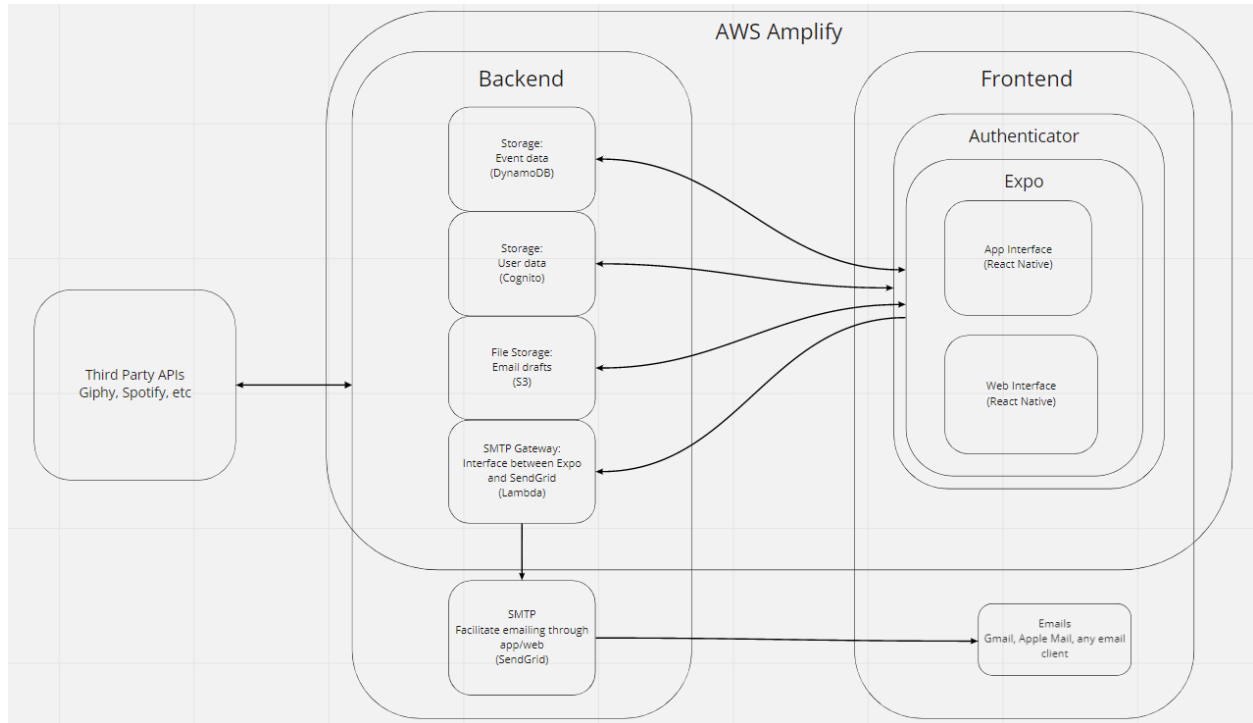 AWS Amplify
Backend
Storage:
Event data
(DynamoDB)
Storage:
User data
(Cognito)
File Storage:
Email drafts
(S3)
SMTP Gateway:
Interface between Expo
and SendGrid
(Lambda)
SMTP
Facilitate emailing through
app/web
(SendGrid)
Third Party APIs
Giphy, Spotify, etc
Frontend
Authenticator
Expo
App Interface
(React Native)
Web Interface
(React Native)
Emails
Gmail, Apple Mail, any email
client